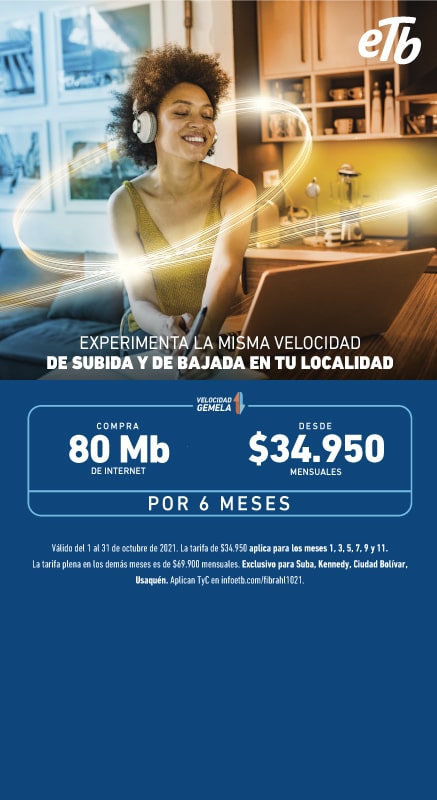 eTb
EXPERIMENTA LA MISMA VELOCIDAD
DE SUBIDA Y DE BAJADA EN TU LOCALIDAD
VELOCIDAD
GEMELA
COMPRA
80 Mb
DE INTERNET
DESDE
$34.950
MENSUALES
POR 6 MESES
Válido del 1 al 31 de octubre de 2021. La tarifa de $34.950 aplica para los meses 1, 3, 5, 7, 9 y 11.
La tarifa plena en los demás meses es de $69.900 mensuales. Exclusivo para Suba, Kennedy, Ciudad Bolívar,
Usaquén. Aplican TyC en infoetb.com/fibrahl1021.